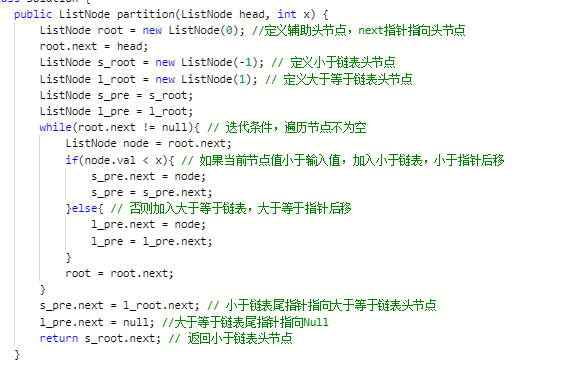 public ListNode partition(ListNode head, int x) {
ListNode root = new ListNode(0); //定义辅助头节点，next指针指向头节点
root.next = head;
ListNode s_root = new ListNode(-1); // 定义小于链表头节点
ListNode l_root = new ListNode(1); // 定义大于等于链表头节点
ListNode s_pre = s_root;
ListNode l_pre = l_root;
while(root.next != null){ // 迭代条件，遍历节点不为空
ListNode node = root.next;
if(node.val < x){ // 如果当前节点值小于输入值，加入小于链表，小于指针后移
s_pre.next = node;
s_pre = s_pre.next;
}else{ // 否则加入大于等于链表，大于等于指针后移
l_pre.next = node;
l_pre = l_pre.next;
}
root = root.next;
}
s_pre.next = l_root.next; // 小于链表尾指针指向大于等于链表头节点
l_pre.next = null; //大于等于链表尾指针指向Null
return s_root.next; // 返回小于链表头节点
}